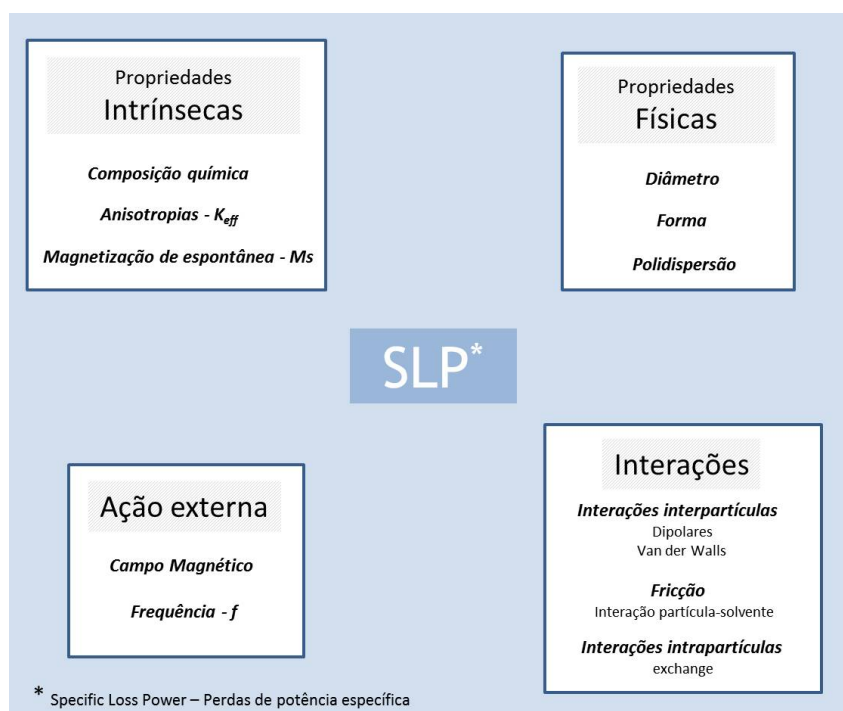 Propriedades
Intrínsecas
Composição química
Anisotropias - Keff
Magnetização de espontânea - Ms
Propriedades
Físicas
Diâmetro
Forma
Polidispersão
SLP*
Ação externa
Campo Magnético
Frequência - f
Interações
Interações interpartículas
Dipolares
Van der Walls
Fricção
Interação partícula-solvente
Interações intrapartículas
exchange
* Specific Loss Power – Perdas de potência específica